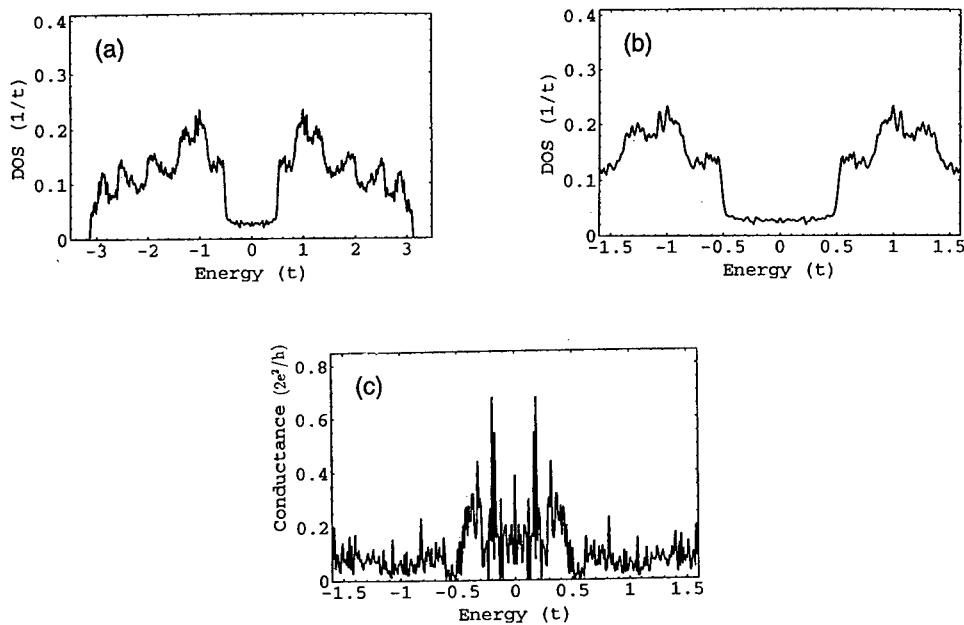 (a)
DOS (1/t)
0.4
0.3
0.2
0.1
0
-3 -2 -1 0 1 2 3
Energy (t)
(b)
DOS (1/t)
0.4
0.3
0.2
0.1
0
-1.5 -1 -0.5 0 0.5 1 1.5
Energy (t)
(c)
Conductance (2e²/h)
0.8
0.6
0.4
0.2
0
-1.5 -1 -0.5 0 0.5 1 1.5
Energy (t)